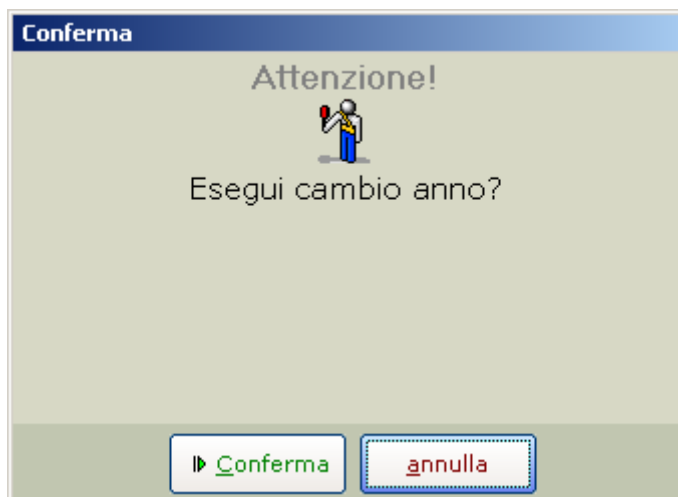 Conferma
Attenzione!
Esegui cambio anno?
Conferma
annulla